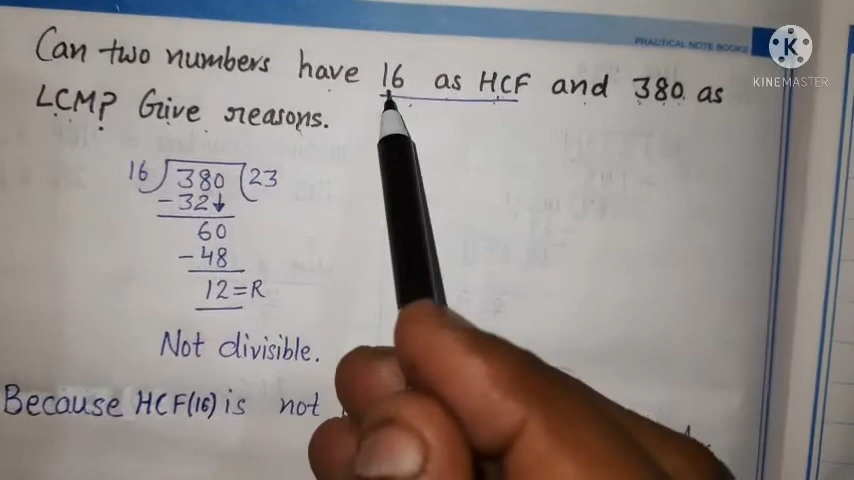 PRACTICAL NOTE BOOKS
K
KINEMASTER
Can two numbers have 16 as HCF and 380 as
LCM? Give reasons.
16 380 23
-32↓
60
-48
12=R
Not divisible.
Because HCF(16) is not